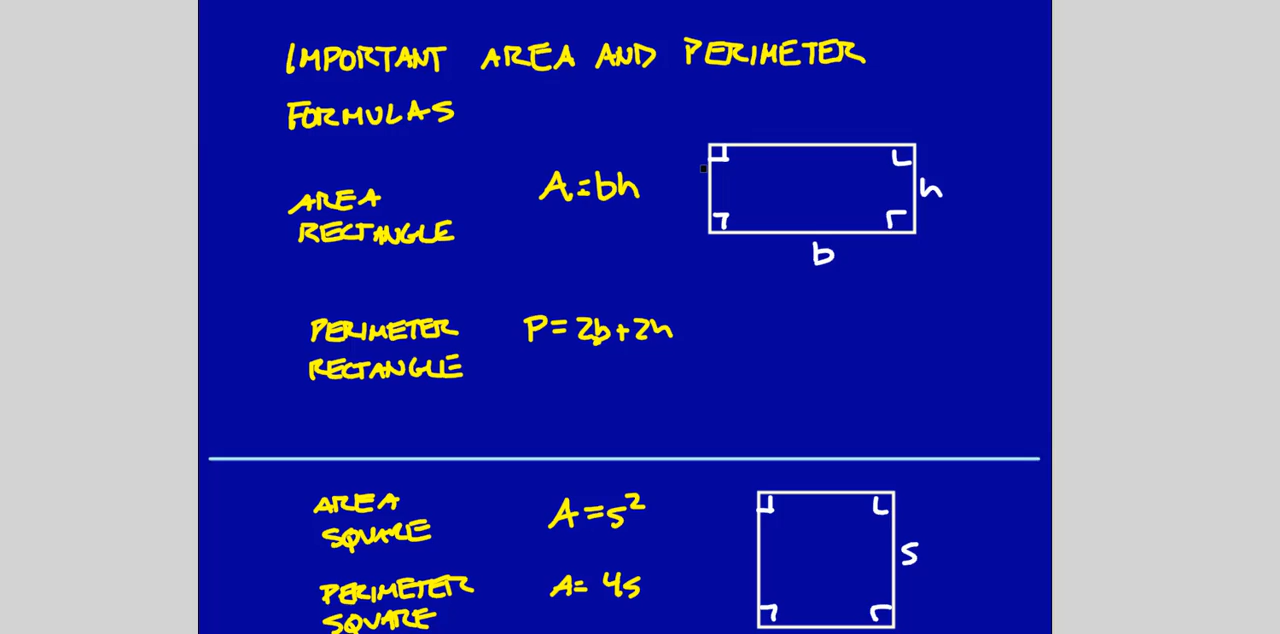 IMPORTANT AREA AND PERIMETER
FORMULAS
AREA
RECTANGLE
A=bh
h
b
PERIMETER
RECTANGLE
P=2b+2h
AREA
SQUARE
A=s²
s
PERIMETER
SQUARE
A=4s